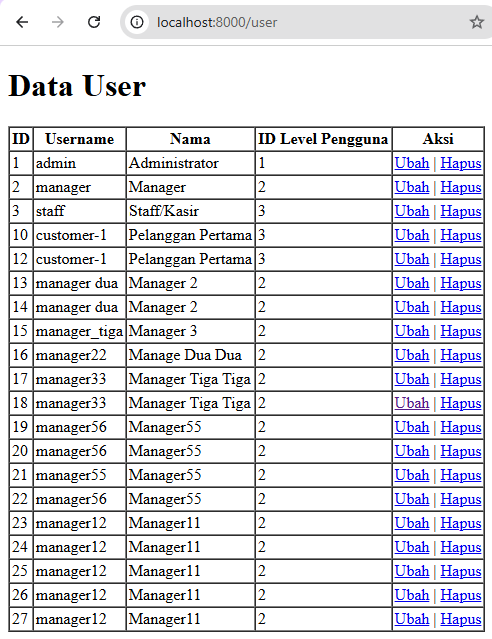 localhost:8000/user
Data User
ID Username Nama ID Level Pengguna Aksi
1 admin Administrator 1 Ubah | Hapus
2 manager Manager 2 Ubah | Hapus
3 staff Staff/Kasir 3 Ubah | Hapus
10 customer-1 Pelanggan Pertama 3 Ubah | Hapus
12 customer-1 Pelanggan Pertama 3 Ubah | Hapus
13 manager dua Manager 2 2 Ubah | Hapus
14 manager dua Manager 2 2 Ubah | Hapus
15 manager_tiga Manager 3 2 Ubah | Hapus
16 manager22 Manage Dua Dua 2 Ubah | Hapus
17 manager33 Manager Tiga Tiga 2 Ubah | Hapus
18 manager33 Manager Tiga Tiga 2 Ubah | Hapus
19 manager56 Manager55 2 Ubah | Hapus
20 manager56 Manager55 2 Ubah | Hapus
21 manager55 Manager55 2 Ubah | Hapus
22 manager56 Manager55 2 Ubah | Hapus
23 manager12 Manager11 2 Ubah | Hapus
24 manager12 Manager11 2 Ubah | Hapus
25 manager12 Manager11 2 Ubah | Hapus
26 manager12 Manager11 2 Ubah | Hapus
27 manager12 Manager11 2 Ubah | Hapus